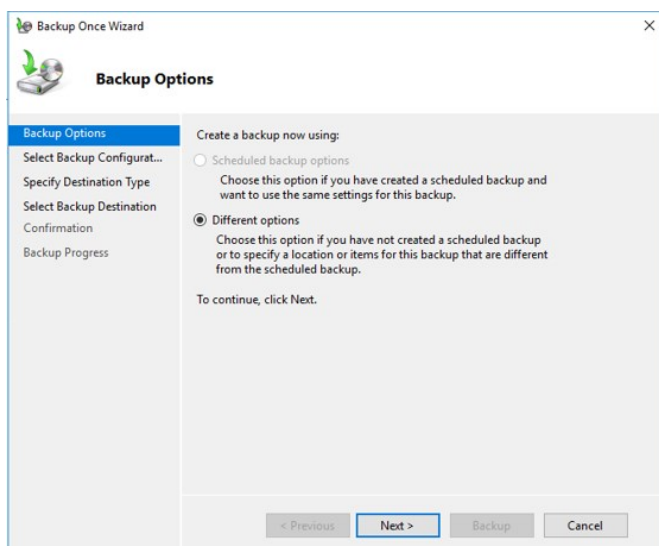 Backup Once Wizard
Backup Options
Backup Options
Select Backup Configurat...
Specify Destination Type
Select Backup Destination
Confirmation
Backup Progress
Create a backup now using:
Scheduled backup options
Choose this option if you have created a scheduled backup and
want to use the same settings for this backup.
Different options
Choose this option if you have not created a scheduled backup
or to specify a location or items for this backup that are different
from the scheduled backup.
To continue, click Next.
< Previous
Next >
Backup
Cancel